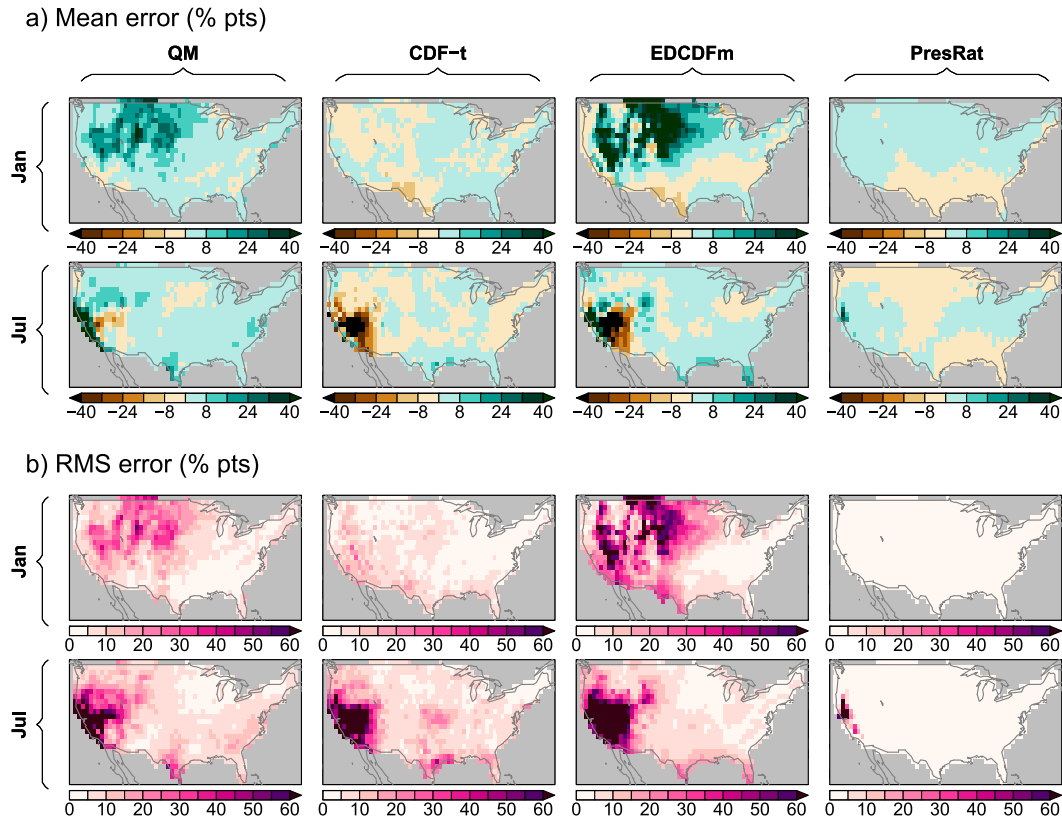 a) Mean error (% pts)
QM CDF−t EDCDFm PresRat
Jan
−40 −24 −8 8 24 40 −40 −24 −8 8 24 40 −40 −24 −8 8 24 40 −40 −24 −8 8 24 40
Jul
−40 −24 −8 8 24 40 −40 −24 −8 8 24 40 −40 −24 −8 8 24 40 −40 −24 −8 8 24 40
b) RMS error (% pts)
Jan
0 10 20 30 40 50 60 0 10 20 30 40 50 60 0 10 20 30 40 50 60 0 10 20 30 40 50 60
Jul
0 10 20 30 40 50 60 0 10 20 30 40 50 60 0 10 20 30 40 50 60 0 10 20 30 40 50 60